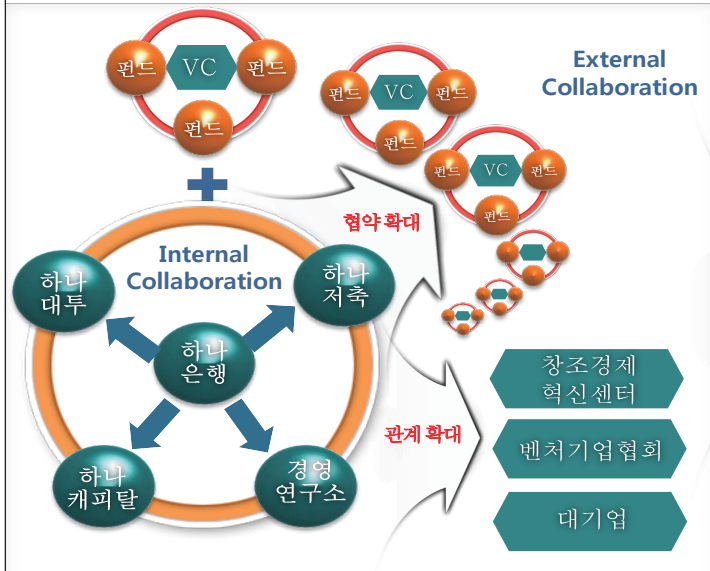 펀드
VC
펀드
펀드
External
Collaboration
펀드
VC
펀드
펀드
펀드
VC
펀드
펀드
협약 확대
Internal
Collaboration
하나
대투
하나
저축
하나
은행
하나
캐피탈
경영
연구소
관계 확대
창조경제
혁신센터
벤처기업협회
대기업